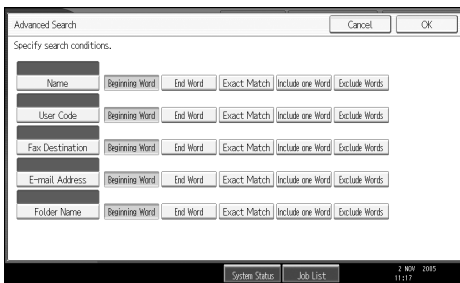 Advanced Search Cancel OK
Specify search conditions.
Name Beginning Word End Word Exact Match Include one Word Exclude Words
User Code Beginning Word End Word Exact Match Include one Word Exclude Words
Fax Destination Beginning Word End Word Exact Match Include one Word Exclude Words
E-mail Address Beginning Word End Word Exact Match Include one Word Exclude Words
Folder Name Beginning Word End Word Exact Match Include one Word Exclude Words
System Status Job List 2 NOV 2005
11:17